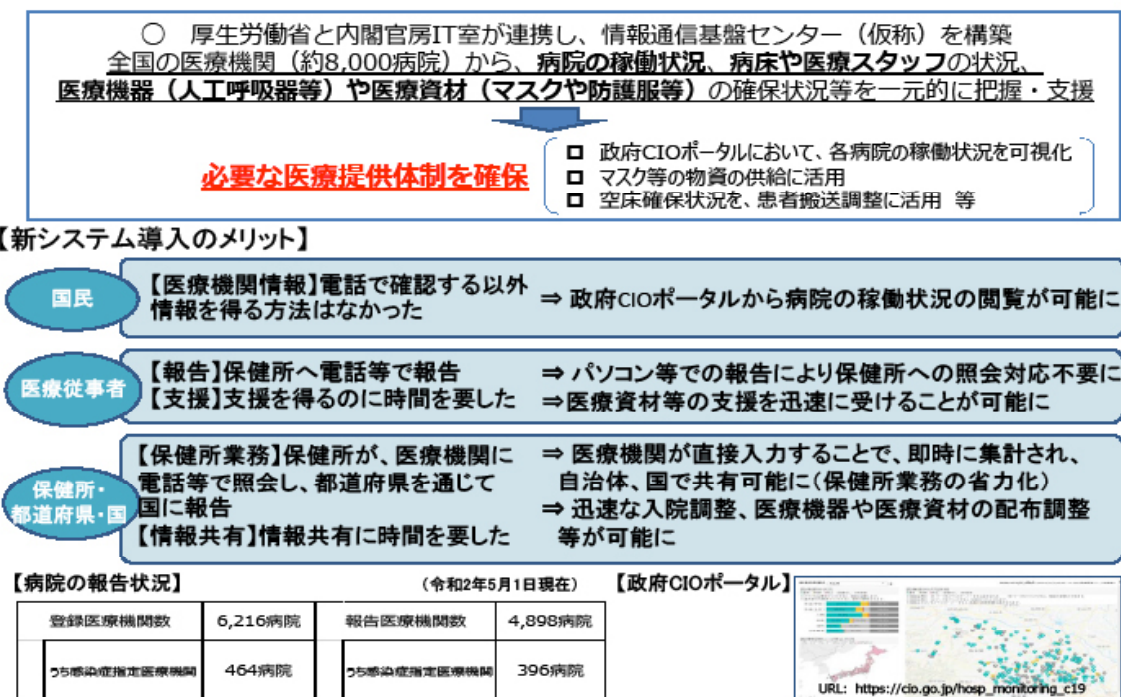 ○ 厚生労働省と内閣官房IT室が連携し、情報通信基盤センター（仮称）を構築
全国の医療機関（約8,000病院）から、病院の稼働状況、病床や医療スタッフの状況、
医療機器（人工呼吸器等）や医療資材（マスクや防護服等）の確保状況等を一元的に把握・支援
必要な医療提供体制を確保
□ 政府CIOポータルにおいて、各病院の稼働状況を可視化
□ マスク等の物資の供給に活用
□ 空床確保状況を、患者搬送調整に活用 等
【新システム導入のメリット】
国民
【医療機関情報】電話で確認する以外
情報を得る方法はなかった
⇒ 政府CIOポータルから病院の稼働状況の閲覧が可能に
医療従事者
【報告】保健所へ電話等で報告
【支援】支援を得るのに時間を要した
⇒ パソコン等での報告により保健所への照会対応不要に
⇒医療資材等の支援を迅速に受けることが可能に
保健所・
都道府県・国
【保健所業務】保健所が、医療機関に
電話等で照会し、都道府県を通じて
国に報告
【情報共有】情報共有に時間を要した
⇒ 医療機関が直接入力することで、即時に集計され、
自治体、国で共有可能に（保健所業務の省力化）
⇒ 迅速な入院調整、医療機器や医療資材の配布調整
等が可能に
【病院の報告状況】
（令和2年5月1日現在）
登録医療機関数 6,216病院 報告医療機関数 4,898病院
うち感染症指定医療機関 464病院 うち感染症指定医療機関 396病院
【政府CIOポータル】
URL: https://cio.go.jp/hosp_monitoring_c19